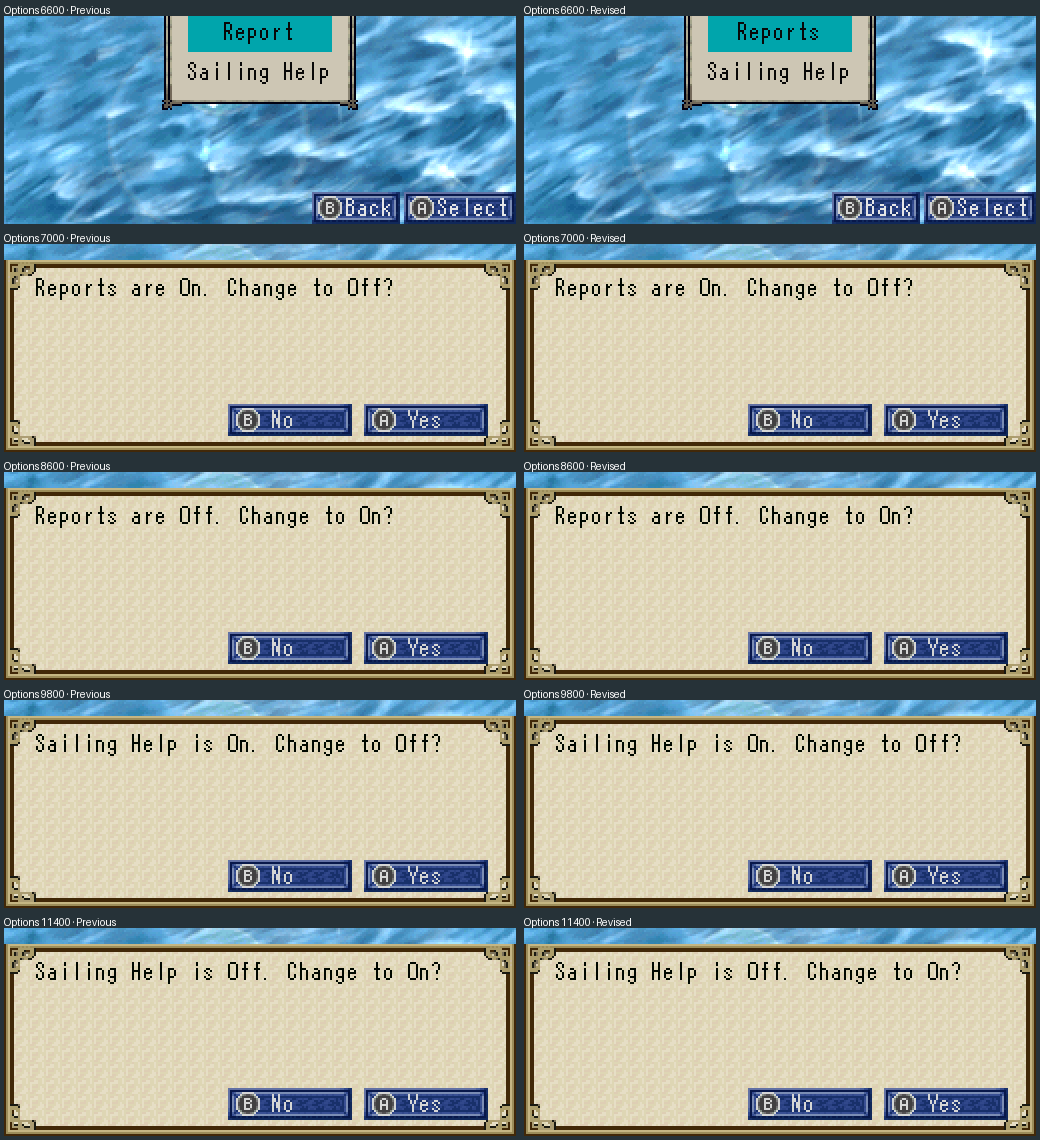 Options 6600 · Previous
Options 6600 · Revised
Report
Reports
Sailing Help
Sailing Help
B Back A Select
B Back A Select
Options 7000 · Previous
Options 7000 · Revised
Reports are On. Change to Off?
Reports are On. Change to Off?
B No A Yes
B No A Yes
Options 8600 · Previous
Options 8600 · Revised
Reports are Off. Change to On?
Reports are Off. Change to On?
B No A Yes
B No A Yes
Options 9800 · Previous
Options 9800 · Revised
Sailing Help is On. Change to Off?
Sailing Help is On. Change to Off?
B No A Yes
B No A Yes
Options 11400 · Previous
Options 11400 · Revised
Sailing Help is Off. Change to On?
Sailing Help is Off. Change to On?
B No A Yes
B No A Yes